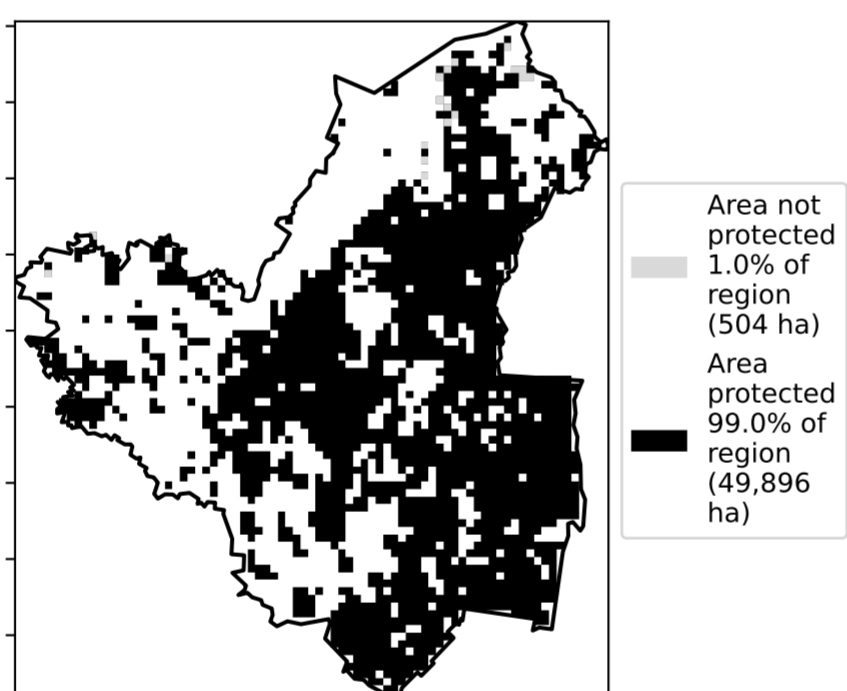 Area not
protected
1.0% of
region
(504 ha)
Area
protected
99.0% of
region
(49,896
ha)